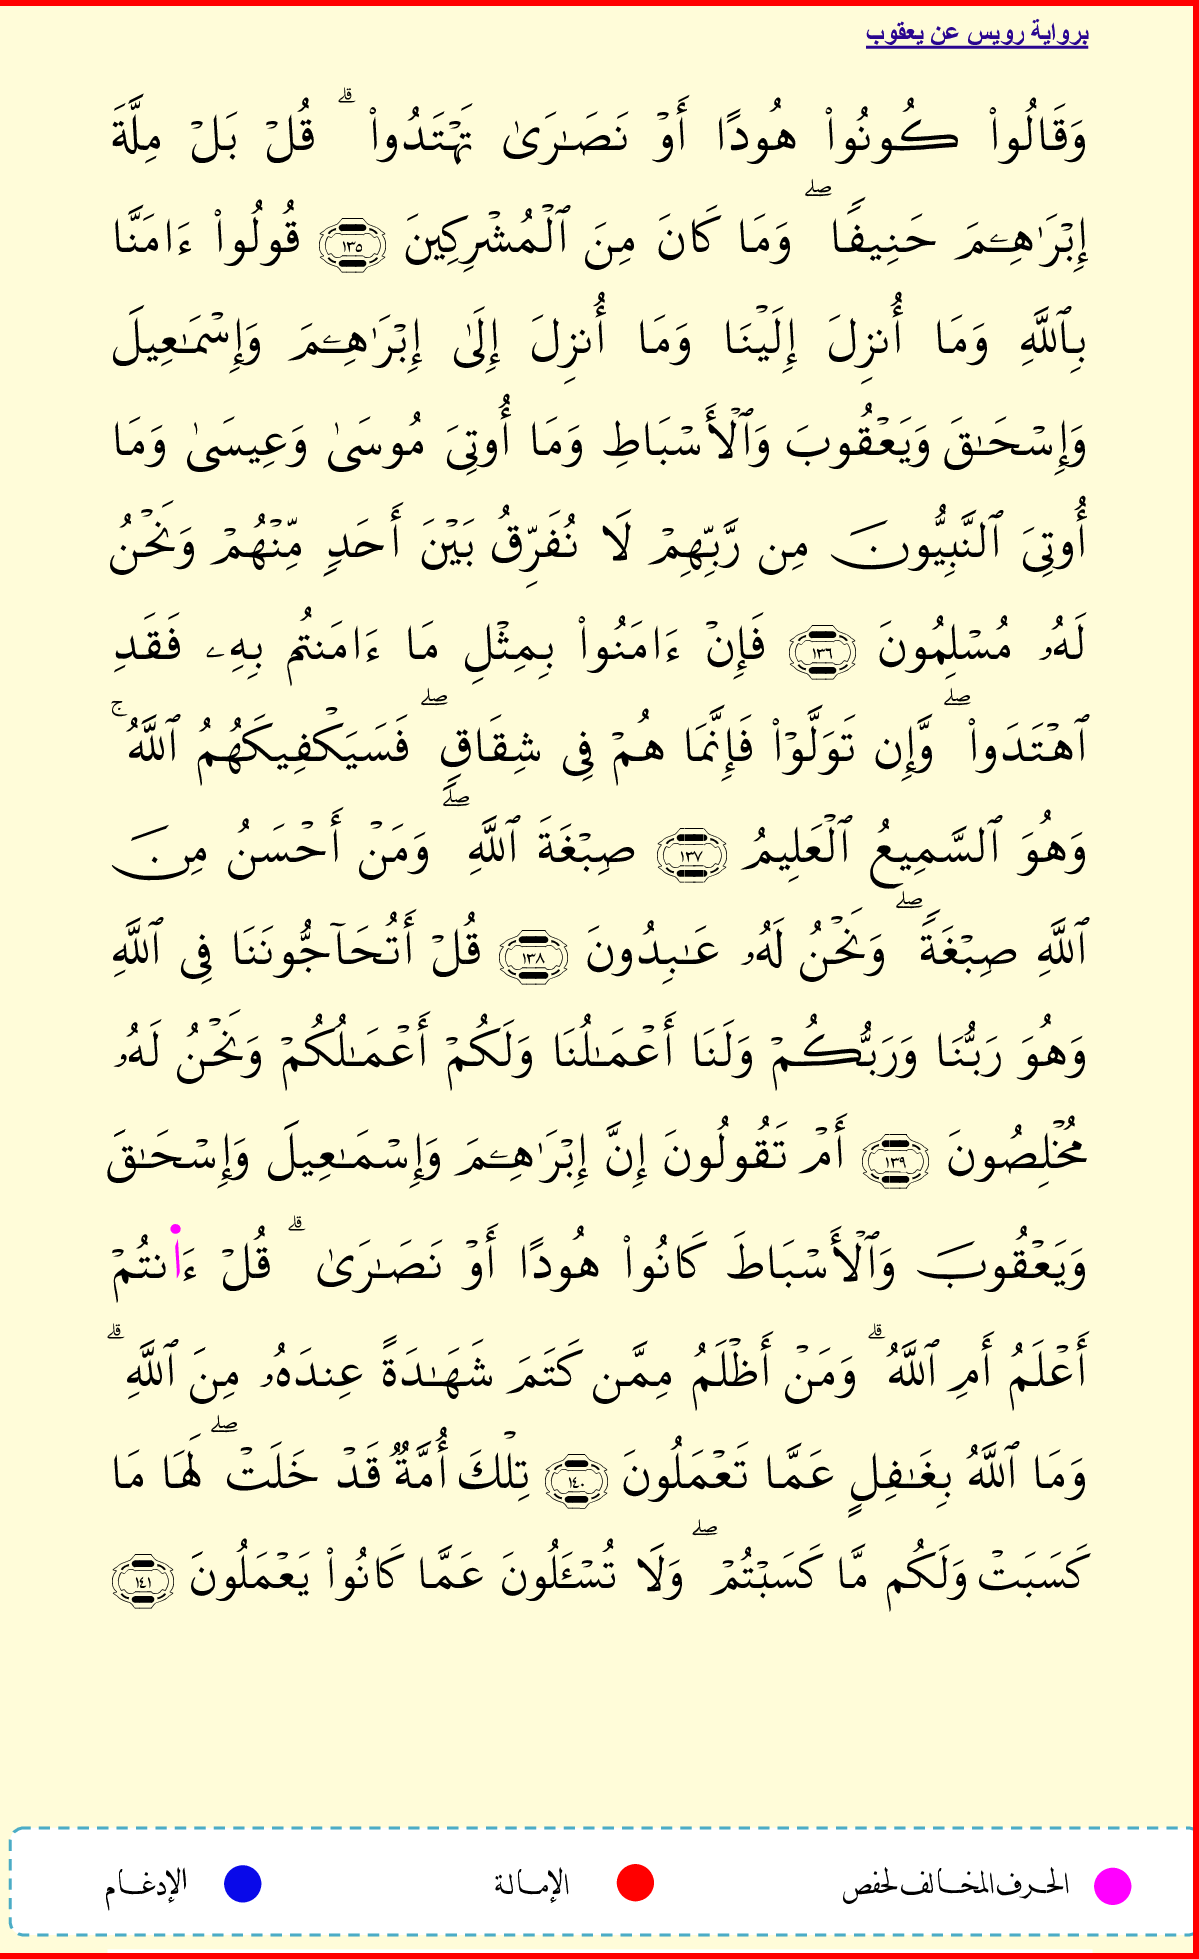 برواية رويس عن يعقوب
وَقَالُوا۟ كُونُوا۟ هُودًا أَوْ نَصَـٰرَىٰ تَهْتَدُوا۟ ۗ قُلْ بَلْ مِلَّةَ
إِبْرَٰهِـۧمَ حَنِيفًا ۖ وَمَا كَانَ مِنَ ٱلْمُشْرِكِينَ ١٣٥ قُولُوا۟ ءَامَنَّا
بِٱللَّهِ وَمَا أُنزِلَ إِلَيْنَا وَمَا أُنزِلَ إِلَىٰ إِبْرَٰهِـۧمَ وَإِسْمَـٰعِيلَ
وَإِسْحَـٰقَ وَيَعْقُوبَ وَٱلْأَسْبَاطِ وَمَا أُوتِىَ مُوسَىٰ وَعِيسَىٰ وَمَا
أُوتِىَ ٱلنَّبِيُّونَ مِن رَّبِّهِمْ لَا نُفَرِّقُ بَيْنَ أَحَدٍ مِّنْهُمْ وَنَحْنُ
لَهُۥ مُسْلِمُونَ ١٣٦ فَإِنْ ءَامَنُوا۟ بِمِثْلِ مَا ءَامَنتُم بِهِۦ فَقَدِ
ٱهْتَدَوا۟ ۖ وَّإِن تَوَلَّوْا۟ فَإِنَّمَا هُمْ فِى شِقَاقٍ ۖ فَسَيَكْفِيكَهُمُ ٱللَّهُ ۚ
وَهُوَ ٱلسَّمِيعُ ٱلْعَلِيمُ ١٣٧ صِبْغَةَ ٱللَّهِ ۖ وَمَنْ أَحْسَنُ مِنَ
ٱللَّهِ صِبْغَةً ۖ وَنَحْنُ لَهُۥ عَـٰبِدُونَ ١٣٨ قُلْ أَتُحَآجُّونَنَا فِى ٱللَّهِ
وَهُوَ رَبُّنَا وَرَبُّكُمْ وَلَنَا أَعْمَـٰلُنَا وَلَكُمْ أَعْمَـٰلُكُمْ وَنَحْنُ لَهُۥ
مُخْلِصُونَ ١٣٩ أَمْ تَقُولُونَ إِنَّ إِبْرَٰهِـۧمَ وَإِسْمَـٰعِيلَ وَإِسْحَـٰقَ
وَيَعْقُوبَ وَٱلْأَسْبَاطَ كَانُوا۟ هُودًا أَوْ نَصَـٰرَىٰ ۗ قُلْ ءَا۬نتُمْ
أَعْلَمُ أَمِ ٱللَّهُ ۗ وَمَنْ أَظْلَمُ مِمَّن كَتَمَ شَهَـٰدَةً عِندَهُۥ مِنَ ٱللَّهِ ۗ
وَمَا ٱللَّهُ بِغَـٰفِلٍ عَمَّا تَعْمَلُونَ ١٤٠ تِلْكَ أُمَّةٌ قَدْ خَلَتْ ۖ لَهَا مَا
كَسَبَتْ وَلَكُم مَّا كَسَبْتُمْ ۖ وَلَا تُسْـَٔلُونَ عَمَّا كَانُوا۟ يَعْمَلُونَ ١٤١
الحرف المخالف لحفص الإمالة الإدغام